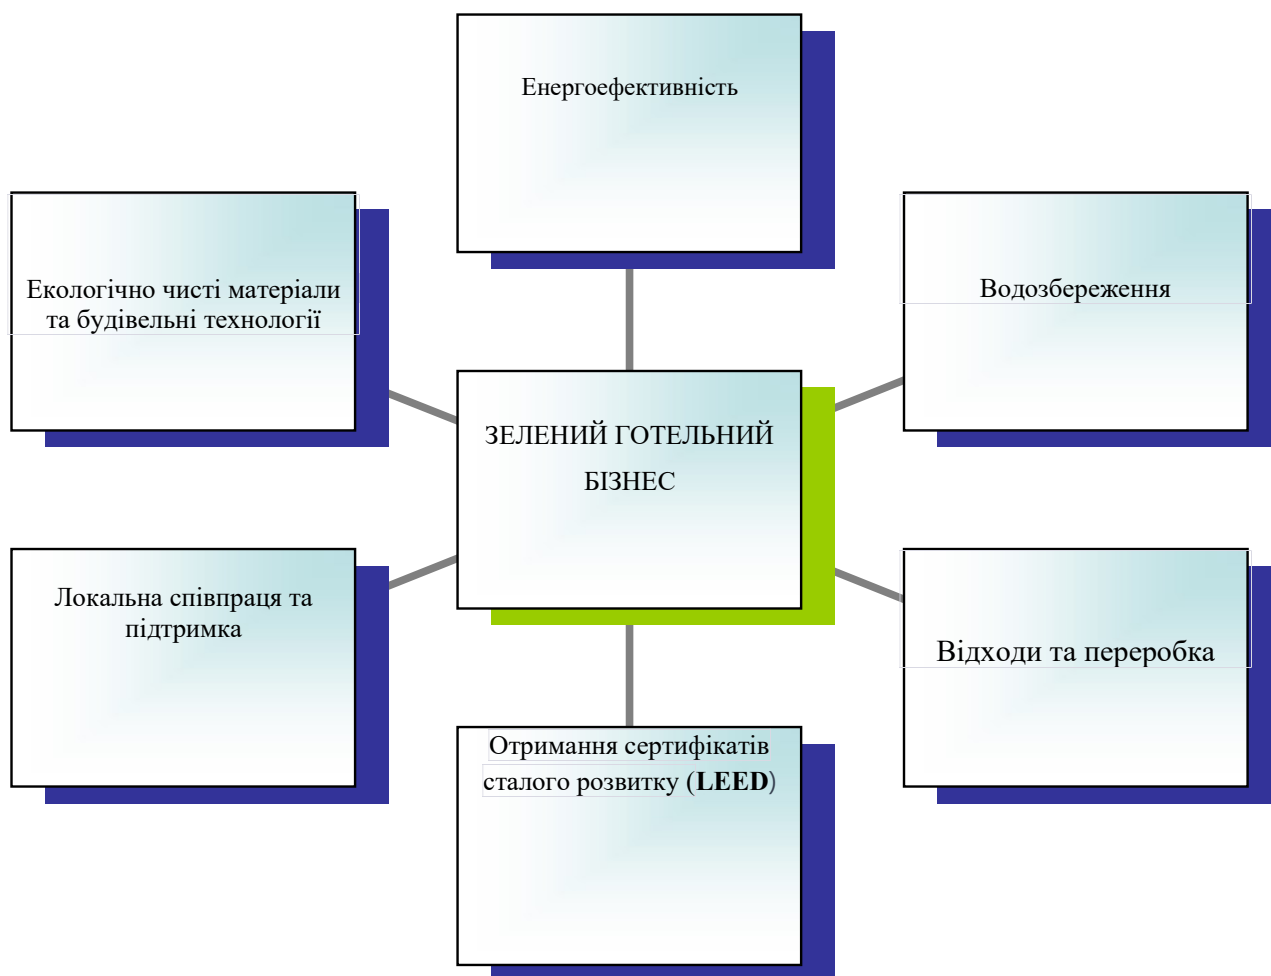 Енергоефективність
Екологічно чисті матеріали
та будівельні технології
Водозбереження
ЗЕЛЕНИЙ ГОТЕЛЬНИЙ
БІЗНЕС
Локальна співпраця та
підтримка
Відходи та переробка
Отримання сертифікатів
сталого розвитку (LEED)